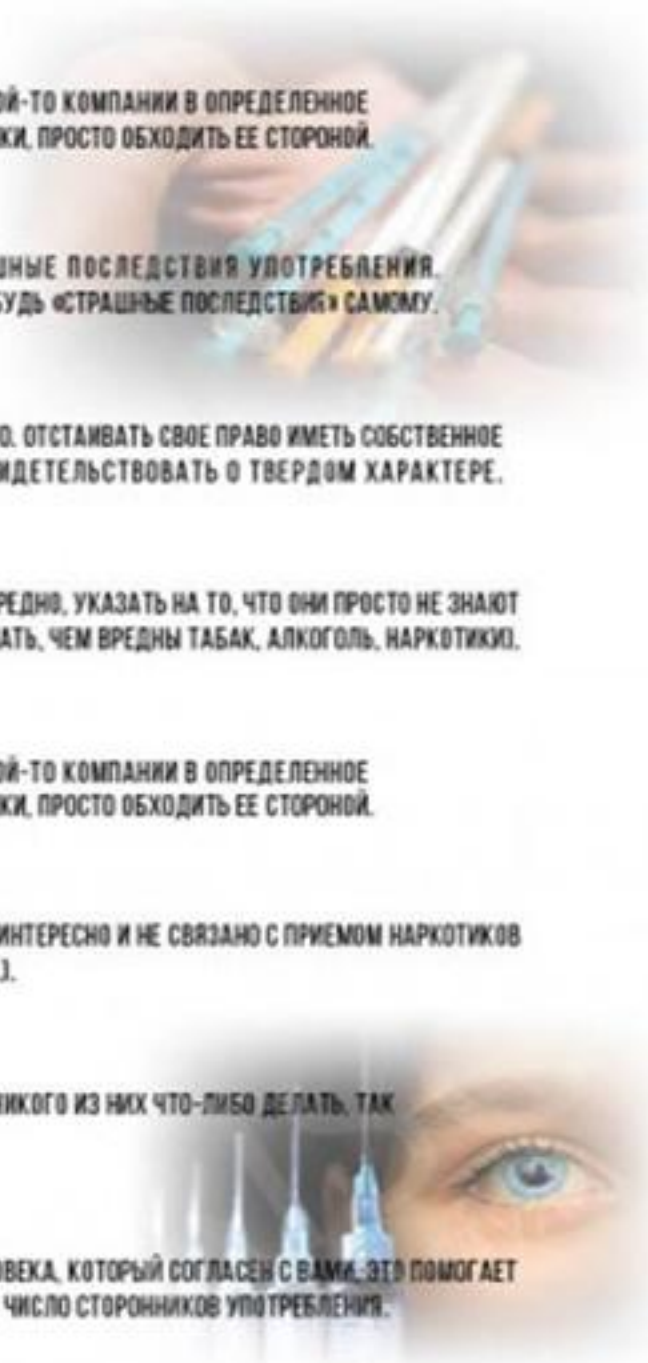 ОЙ-ТО КОМПАНИИ В ОПРЕДЕЛЕННОЕ
КИ, ПРОСТО ОБХОДИТЬ ЕЕ СТОРОНОЙ.
ШНЫЕ ПОСЛЕДСТВИЯ УПОТРЕБЛЕНИЯ.
БУДЬ «СТРАШНЫЕ ПОСЛЕДСТВИЯ» САМОМУ.
О. ОТСТАИВАТЬ СВОЕ ПРАВО ИМЕТЬ СОБСТВЕННОЕ
ИДЕТЕЛЬСТВОВАТЬ О ТВЕРДОМ ХАРАКТЕРЕ.
РЕДНО, УКАЗАТЬ НА ТО, ЧТО ОНИ ПРОСТО НЕ ЗНАЮТ
АТЬ, ЧЕМ ВРЕДНЫ ТАБАК, АЛКОГОЛЬ, НАРКОТИКИ).
ОЙ-ТО КОМПАНИИ В ОПРЕДЕЛЕННОЕ
КИ, ПРОСТО ОБХОДИТЬ ЕЕ СТОРОНОЙ.
ИНТЕРЕСНО И НЕ СВЯЗАНО С ПРИЕМОМ НАРКОТИКОВ
).
НИКОГО ИЗ НИХ ЧТО-ЛИБО ДЕЛАТЬ, ТАК
ОВЕКА, КОТОРЫЙ СОГЛАСЕН С ВАМИ, ЭТО ПОМОГАЕТ
ЧИСЛО СТОРОННИКОВ УПОТРЕБЛЕНИЯ.